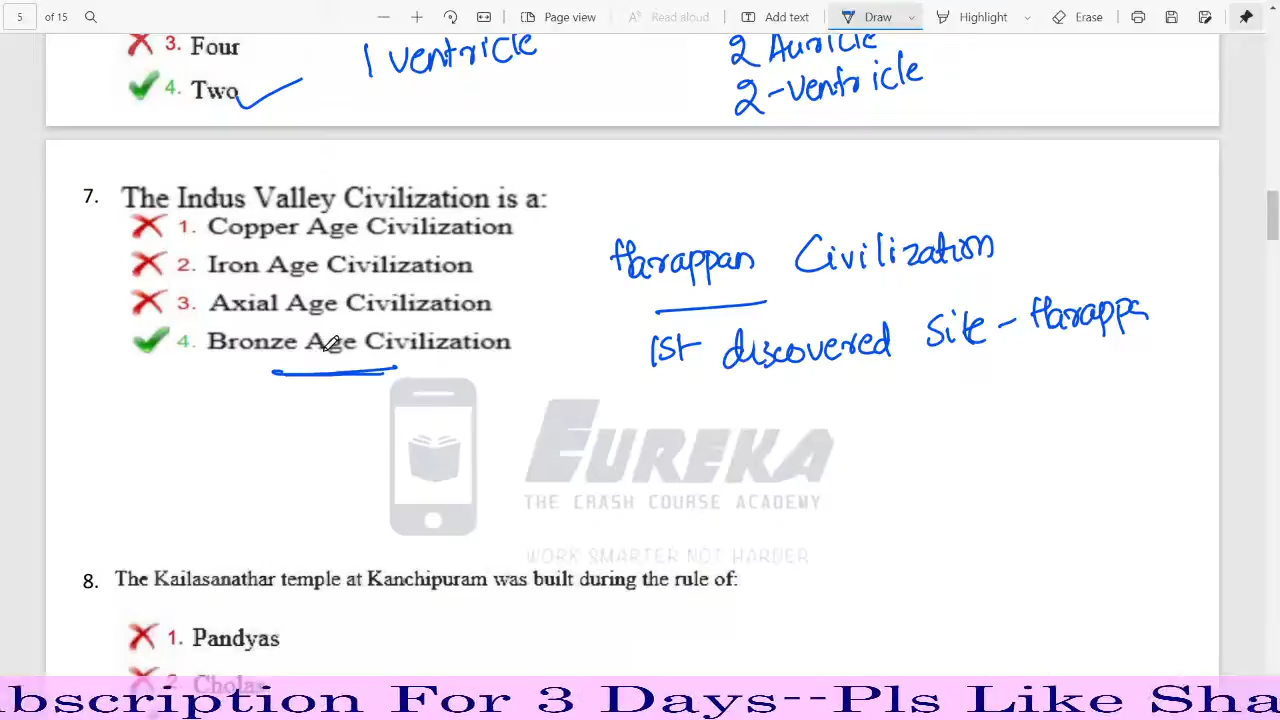 5 of 15 Page view Read aloud Add text Draw Highlight Erase
3. Four
1 ventricle
2 Auricle
4. Two
2-ventricle
7. The Indus Valley Civilization is a:
1. Copper Age Civilization
Harappan Civilization
2. Iron Age Civilization
3. Axial Age Civilization
1st discovered Site - Harappa
4. Bronze Age Civilization
EUREKA
THE CRASH COURSE ACADEMY
WORK SMARTER NOT HARDER
8. The Kailasanathar temple at Kanchipuram was built during the rule of:
1. Pandyas
2. Cholas
bscription For 3 Days--Pls Like Sha